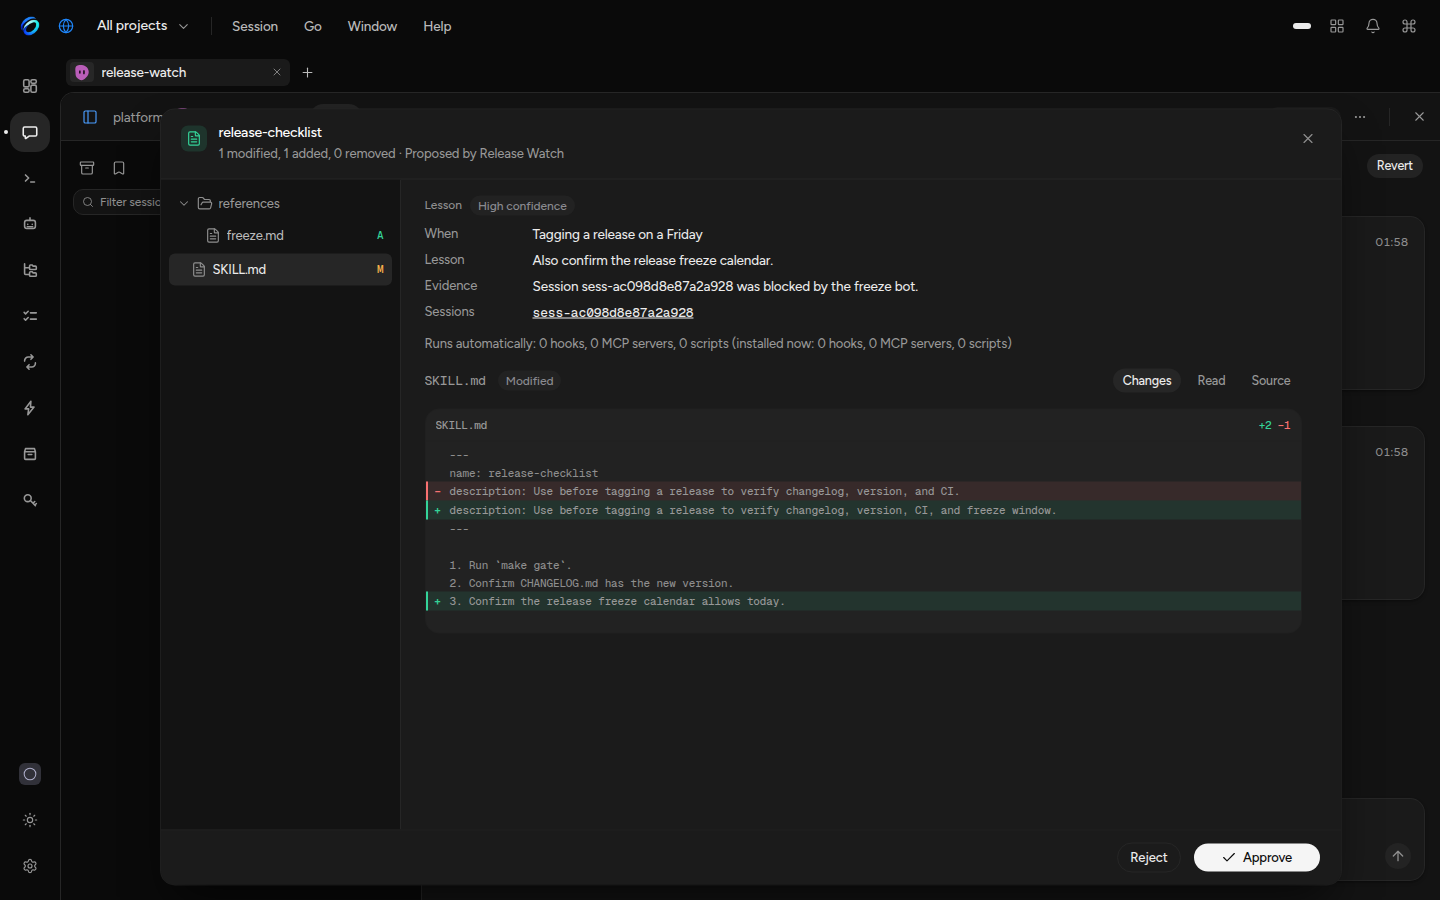 All projects
Session
Go
Window
Help
release-watch
platform
release-checklist
1 modified, 1 added, 0 removed · Proposed by Release Watch
Revert
Filter sessic
references
freeze.md
A
SKILL.md
M
Lesson
High confidence
When
Tagging a release on a Friday
Lesson
Also confirm the release freeze calendar.
Evidence
Session sess-ac098d8e87a2a928 was blocked by the freeze bot.
Sessions
sess-ac098d8e87a2a928
Runs automatically: 0 hooks, 0 MCP servers, 0 scripts (installed now: 0 hooks, 0 MCP servers, 0 scripts)
SKILL.md
Modified
Changes
Read
Source
SKILL.md
+2 −1
---
name: release-checklist
− description: Use before tagging a release to verify changelog, version, and CI.
+ description: Use before tagging a release to verify changelog, version, CI, and freeze window.
---
1. Run `make gate`.
2. Confirm CHANGELOG.md has the new version.
+ 3. Confirm the release freeze calendar allows today.
01:58
01:58
Reject
Approve